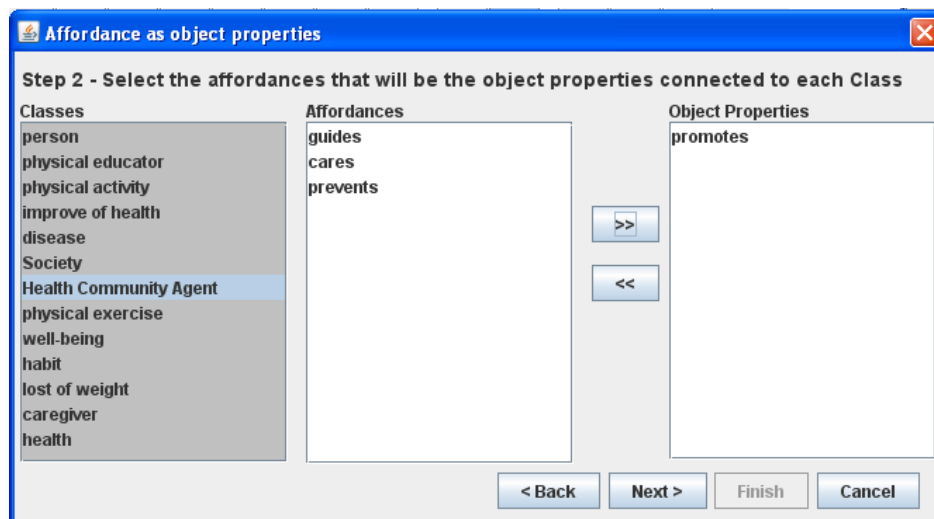 Affordance as object properties
Step 2 - Select the affordances that will be the object properties connected to each Class
Classes
person
physical educator
physical activity
improve of health
disease
Society
Health Community Agent
physical exercise
well-being
habit
lost of weight
caregiver
health
Affordances
guides
cares
prevents
>>
<<
Object Properties
promotes
< Back
Next >
Finish
Cancel